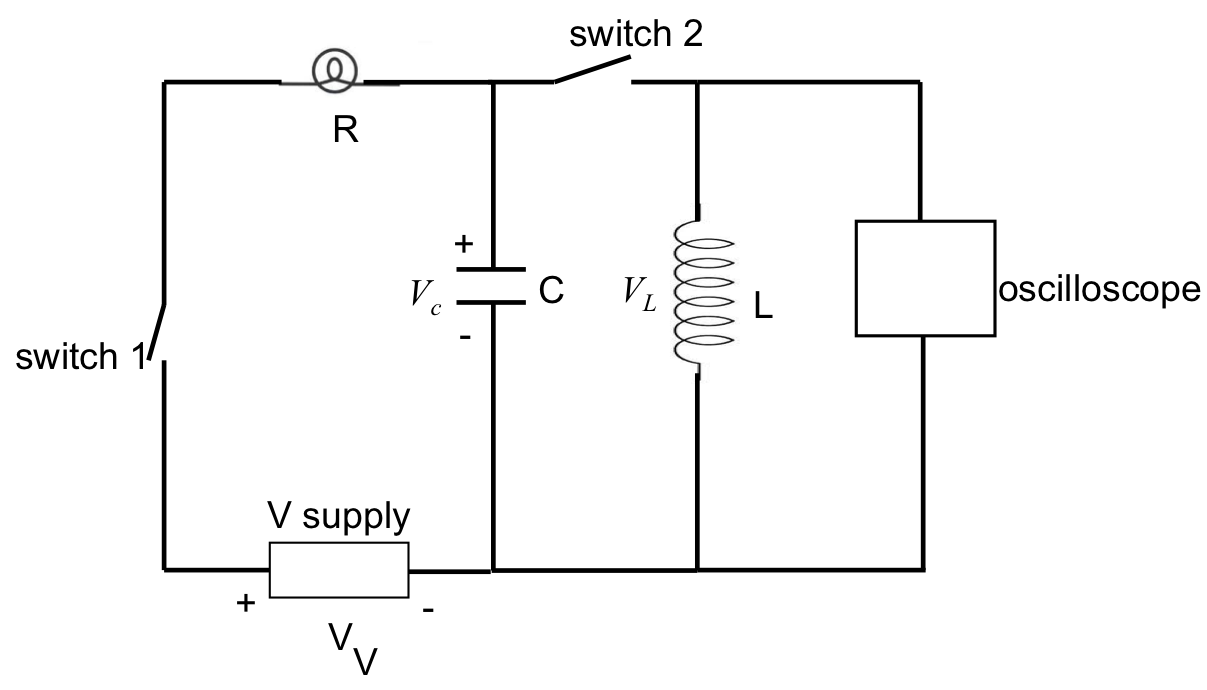 switch 2
R
+
V_c
C
-
V_L
L
oscilloscope
switch 1
V supply
+
-
V_V